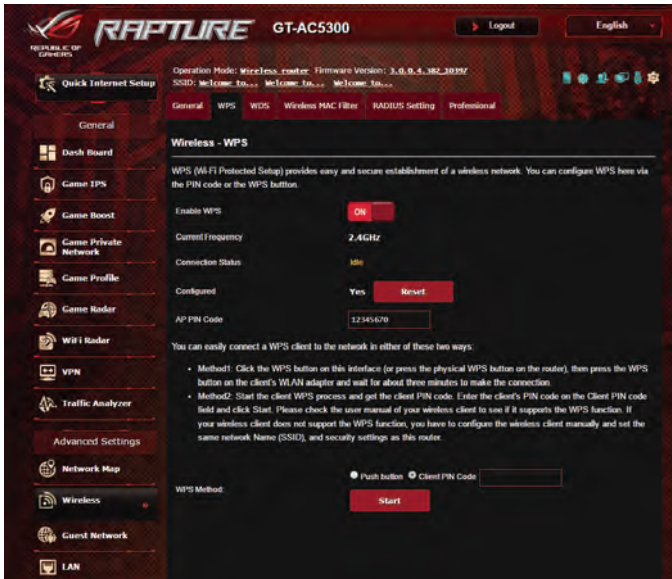 REPUBLIC OF
GAMERS
RAPTURE
GT-AC5300
Logout
English
Quick Internet Setup
Operation Mode: Wireless router Firmware Version: 3.0.0.4.382_10197
SSID: Welcome to... Welcome to... Welcome to...
General WPS WDS Wireless MAC Filter RADIUS Setting Professional
General
Dash Board
Game IPS
Game Boost
Game Private
Network
Game Profile
Game Radar
WiFi Radar
VPN
Traffic Analyzer
Advanced Settings
Network Map
Wireless
Guest Network
LAN
Wireless - WPS
WPS (Wi-Fi Protected Setup) provides easy and secure establishment of a wireless network. You can configure WPS here via
the PIN code or the WPS buttton.
Enable WPS ON
Current Frequency 2.4GHz
Connection Status Idle
Configured Yes Reset
AP PIN Code 12345670
You can easily connect a WPS client to the network in either of these two ways:
• Method1: Click the WPS button on this interface (or press the physical WPS button on the router), then press the WPS
button on the client's WLAN adapter and wait for about three minutes to make the connection.
• Method2: Start the client WPS process and get the client PIN code. Enter the client's PIN code on the Client PIN code
field and click Start. Please check the user manual of your wireless client to see if it supports the WPS function. If
your wireless client does not support the WPS function, you have to configure the wireless client manually and set the
same network Name (SSID), and security settings as this router.
WPS Method: Push button Client PIN Code
Start